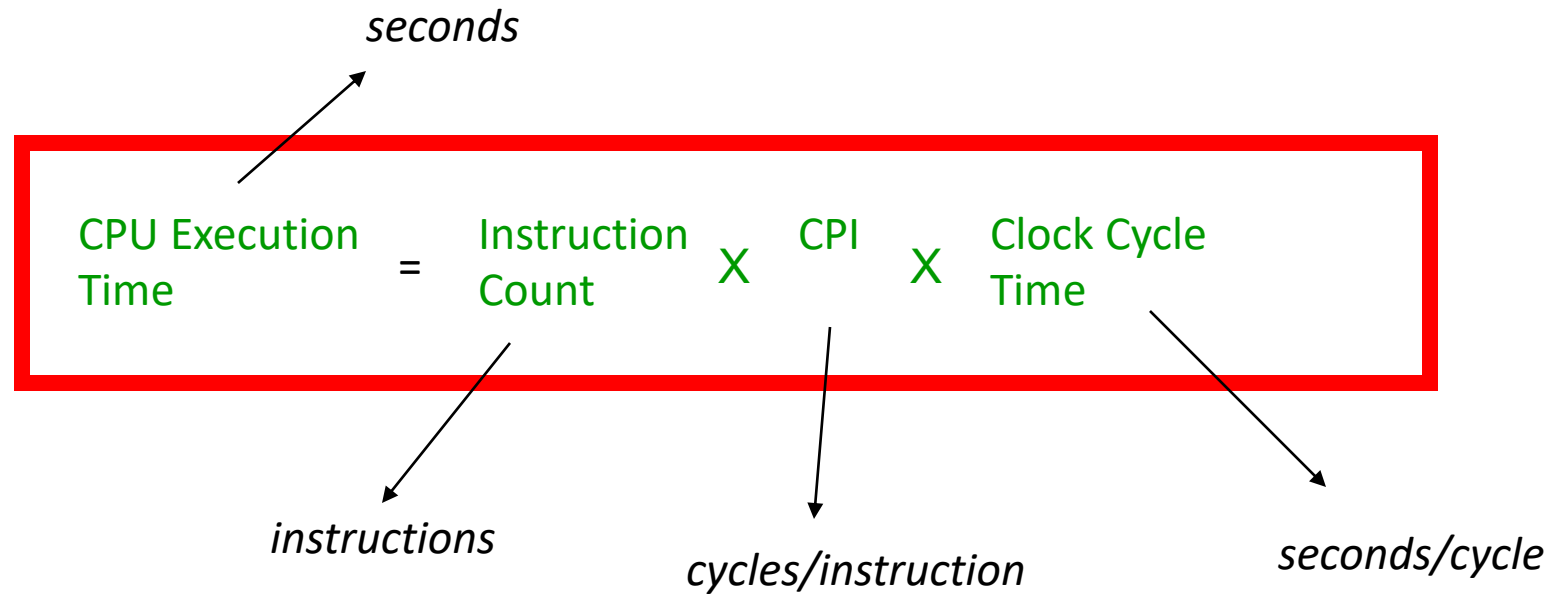 seconds
CPU Execution Instruction CPI Clock Cycle
Time = Count X X Time
instructions
cycles/instruction
seconds/cycle